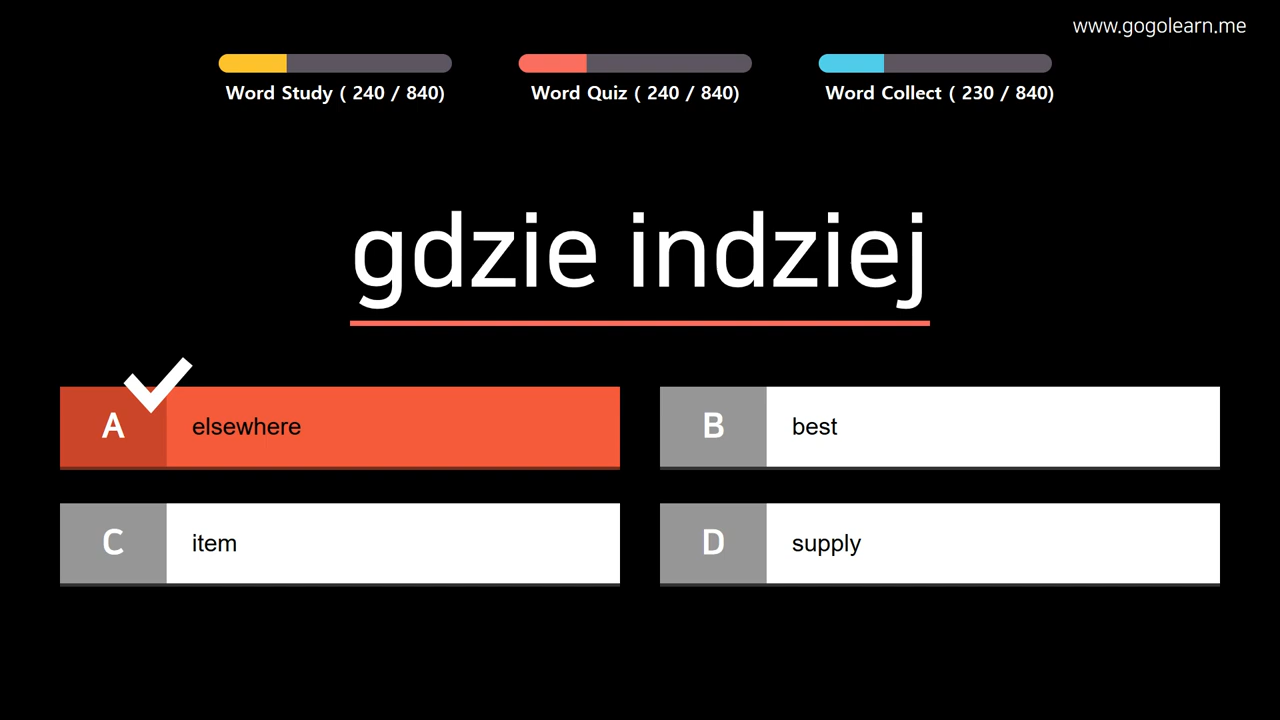 www.gogolearn.me
Word Study ( 240 / 840)
Word Quiz ( 240 / 840)
Word Collect ( 230 / 840)
gdzie indziej
A
elsewhere
B
best
C
item
D
supply